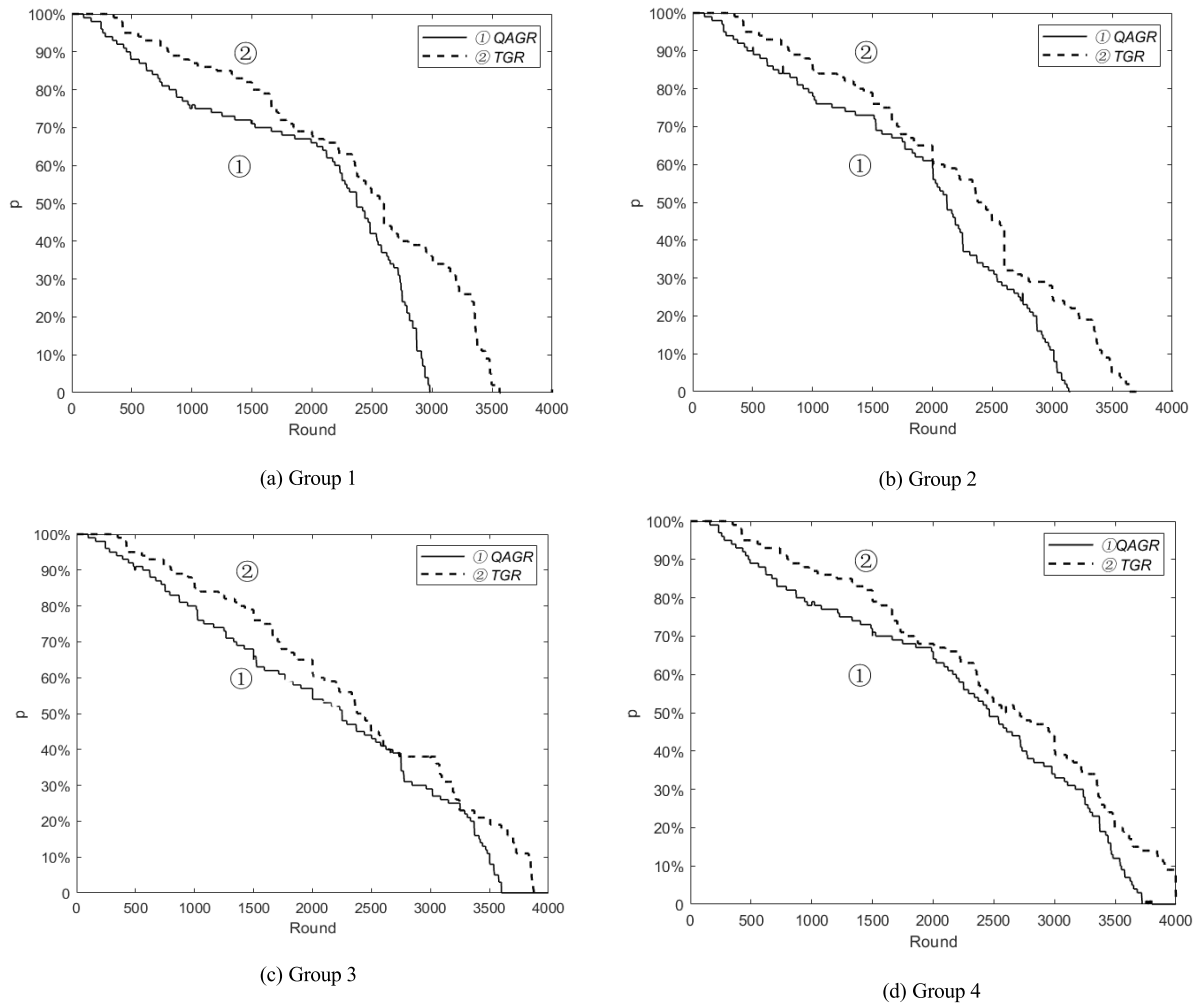 100%
90%
80%
70%
60%
50%
40%
30%
20%
10%
0
p
① QAGR
② TGR
②
①
0 500 1000 1500 2000 2500 3000 3500 4000
Round
(a) Group 1
100%
90%
80%
70%
60%
50%
40%
30%
20%
10%
0
p
① QAGR
② TGR
②
①
0 500 1000 1500 2000 2500 3000 3500 4000
Round
(b) Group 2
100%
90%
80%
70%
60%
50%
40%
30%
20%
10%
0
p
① QAGR
② TGR
②
①
0 500 1000 1500 2000 2500 3000 3500 4000
Round
(c) Group 3
100%
90%
80%
70%
60%
50%
40%
30%
20%
10%
0
p
①QAGR
② TGR
②
①
0 500 1000 1500 2000 2500 3000 3500 4000
Round
(d) Group 4